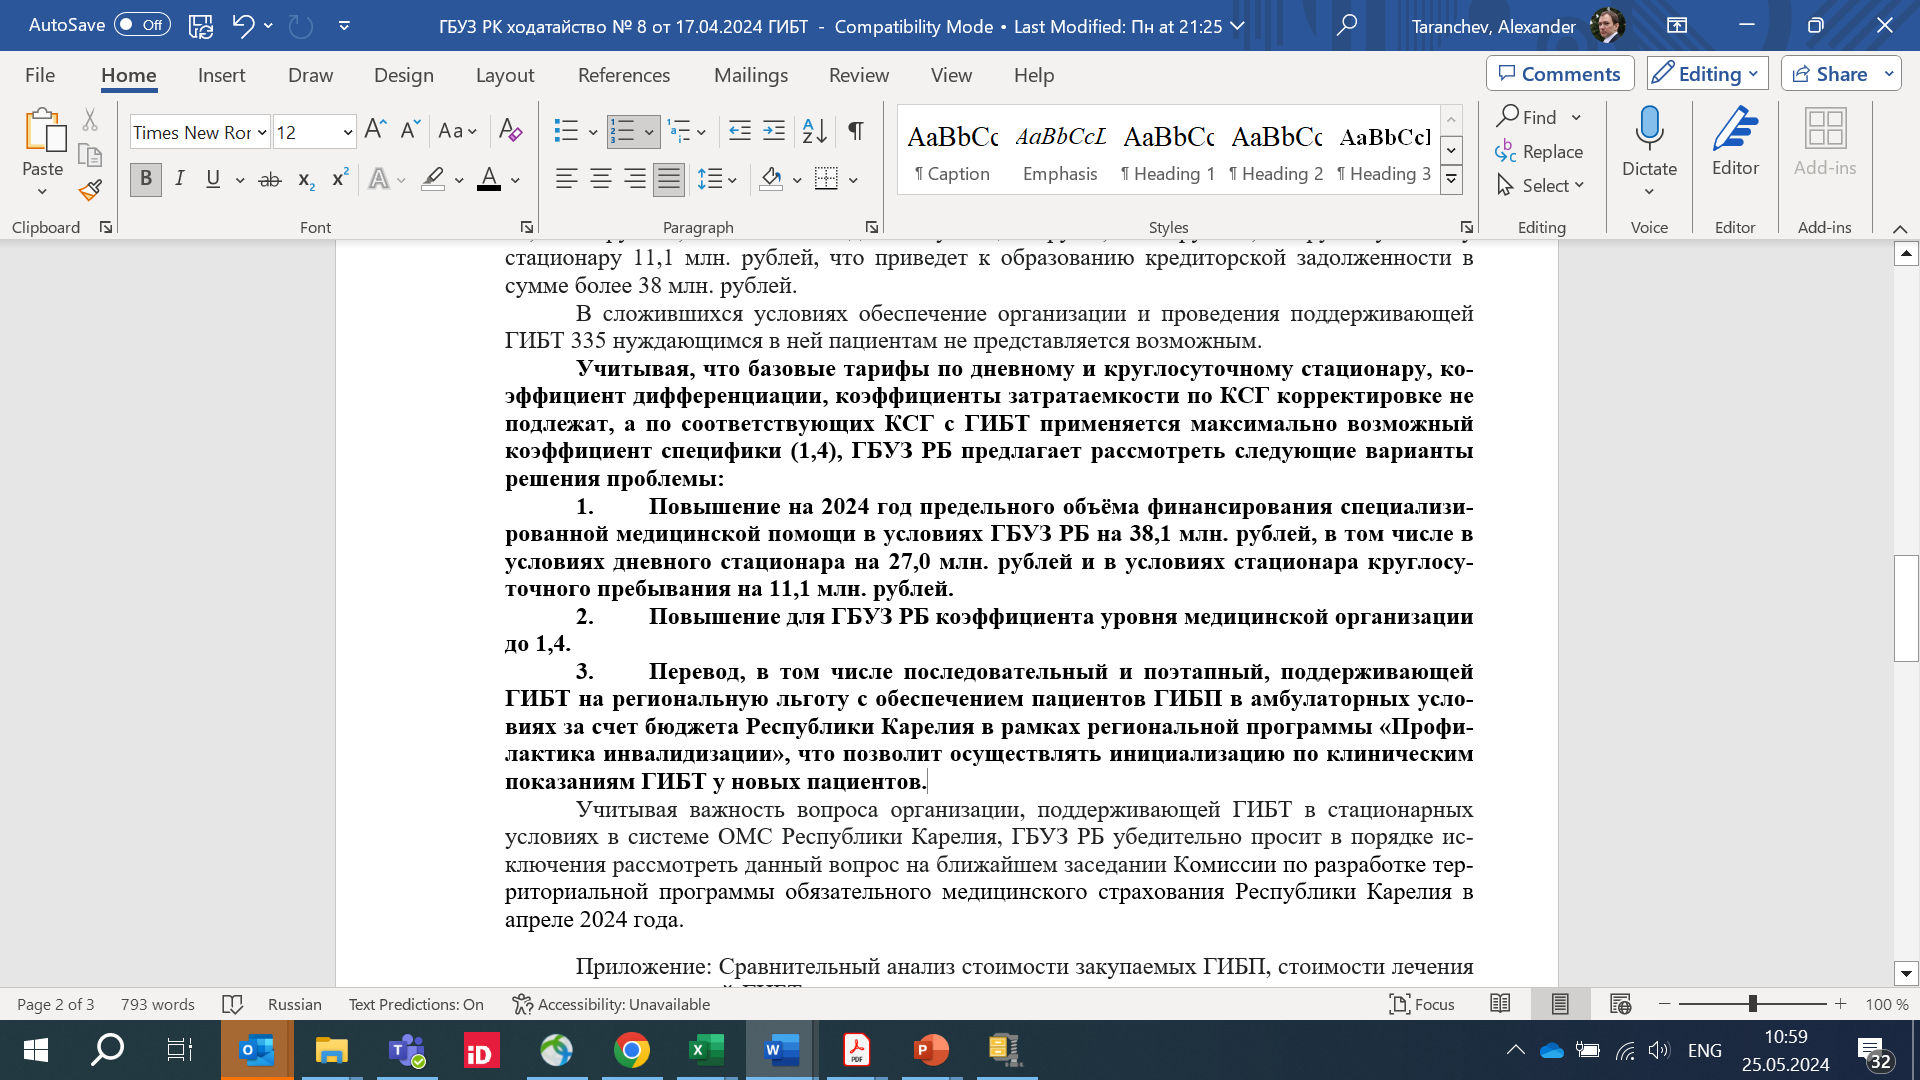 AutoSave Off ГБУЗ РК ходатайство № 8 от 17.04.2024 ГИБТ - Compatibility Mode • Last Modified: Пн at 21:25 Taranchev, Alexander
File Home Insert Draw Design Layout References Mailings Review View Help Comments Editing Share
Times New Ror 12 Aa AaBbCc AaBbCcL AaBbCc AaBbCc AaBbCcI Find
Paste Replace Dictate Editor Add-ins
B I U ab x₂ x² A A ¶ Caption Emphasis ¶ Heading 1 ¶ Heading 2 ¶ Heading 3 Select
Clipboard Font Paragraph Styles Editing Voice Editor Add-ins
стационару 11,1 млн. рублей, что приведет к образованию кредиторской задолженности в
сумме более 38 млн. рублей.
В сложившихся условиях обеспечение организации и проведения поддерживающей
ГИБТ 335 нуждающимся в ней пациентам не представляется возможным.
Учитывая, что базовые тарифы по дневному и круглосуточному стационару, ко-
эффициент дифференциации, коэффициенты затратаемкости по КСГ корректировке не
подлежат, а по соответствующих КСГ с ГИБТ применяется максимально возможный
коэффициент специфики (1,4), ГБУЗ РБ предлагает рассмотреть следующие варианты
решения проблемы:
1. Повышение на 2024 год предельного объёма финансирования специализи-
рованной медицинской помощи в условиях ГБУЗ РБ на 38,1 млн. рублей, в том числе в
условиях дневного стационара на 27,0 млн. рублей и в условиях стационара круглосу-
точного пребывания на 11,1 млн. рублей.
2. Повышение для ГБУЗ РБ коэффициента уровня медицинской организации
до 1,4.
3. Перевод, в том числе последовательный и поэтапный, поддерживающей
ГИБТ на региональную льготу с обеспечением пациентов ГИБП в амбулаторных усло-
виях за счет бюджета Республики Карелия в рамках региональной программы «Профи-
лактика инвалидизации», что позволит осуществлять инициализацию по клиническим
показаниям ГИБТ у новых пациентов.
Учитывая важность вопроса организации, поддерживающей ГИБТ в стационарных
условиях в системе ОМС Республики Карелия, ГБУЗ РБ убедительно просит в порядке ис-
ключения рассмотреть данный вопрос на ближайшем заседании Комиссии по разработке тер-
риториальной программы обязательного медицинского страхования Республики Карелия в
апреле 2024 года.
Приложение: Сравнительный анализ стоимости закупаемых ГИБП, стоимости лечения
Page 2 of 3 793 words Russian Text Predictions: On Accessibility: Unavailable Focus 100 %
ENG 10:59
25.05.2024 32